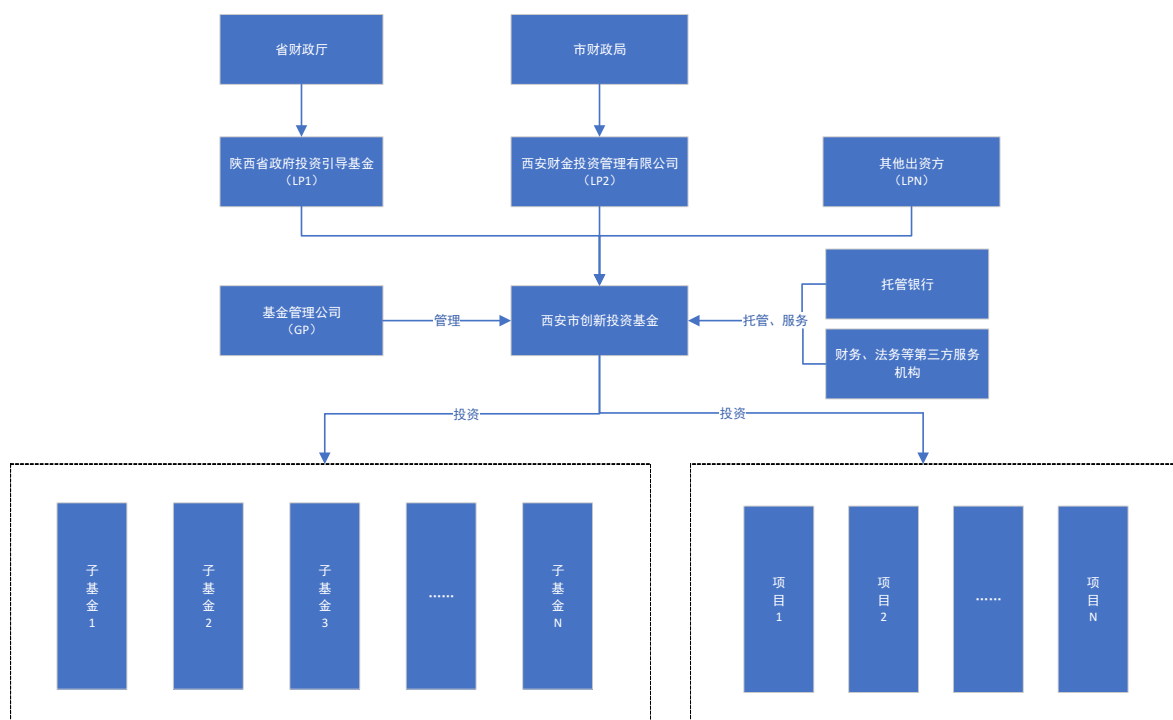 省财政厅
市财政局
陕西省政府投资引导基金
（LP1）
西安财金投资管理有限公司
（LP2）
其他出资方
（LPN）
托管银行
基金管理公司
（GP）
管理
西安市创新投资基金
托管、服务
财务、法务等第三方服务
机构
投资
投资
子基金1
子基金2
子基金3
……
子基金N
项目1
项目2
……
项目N